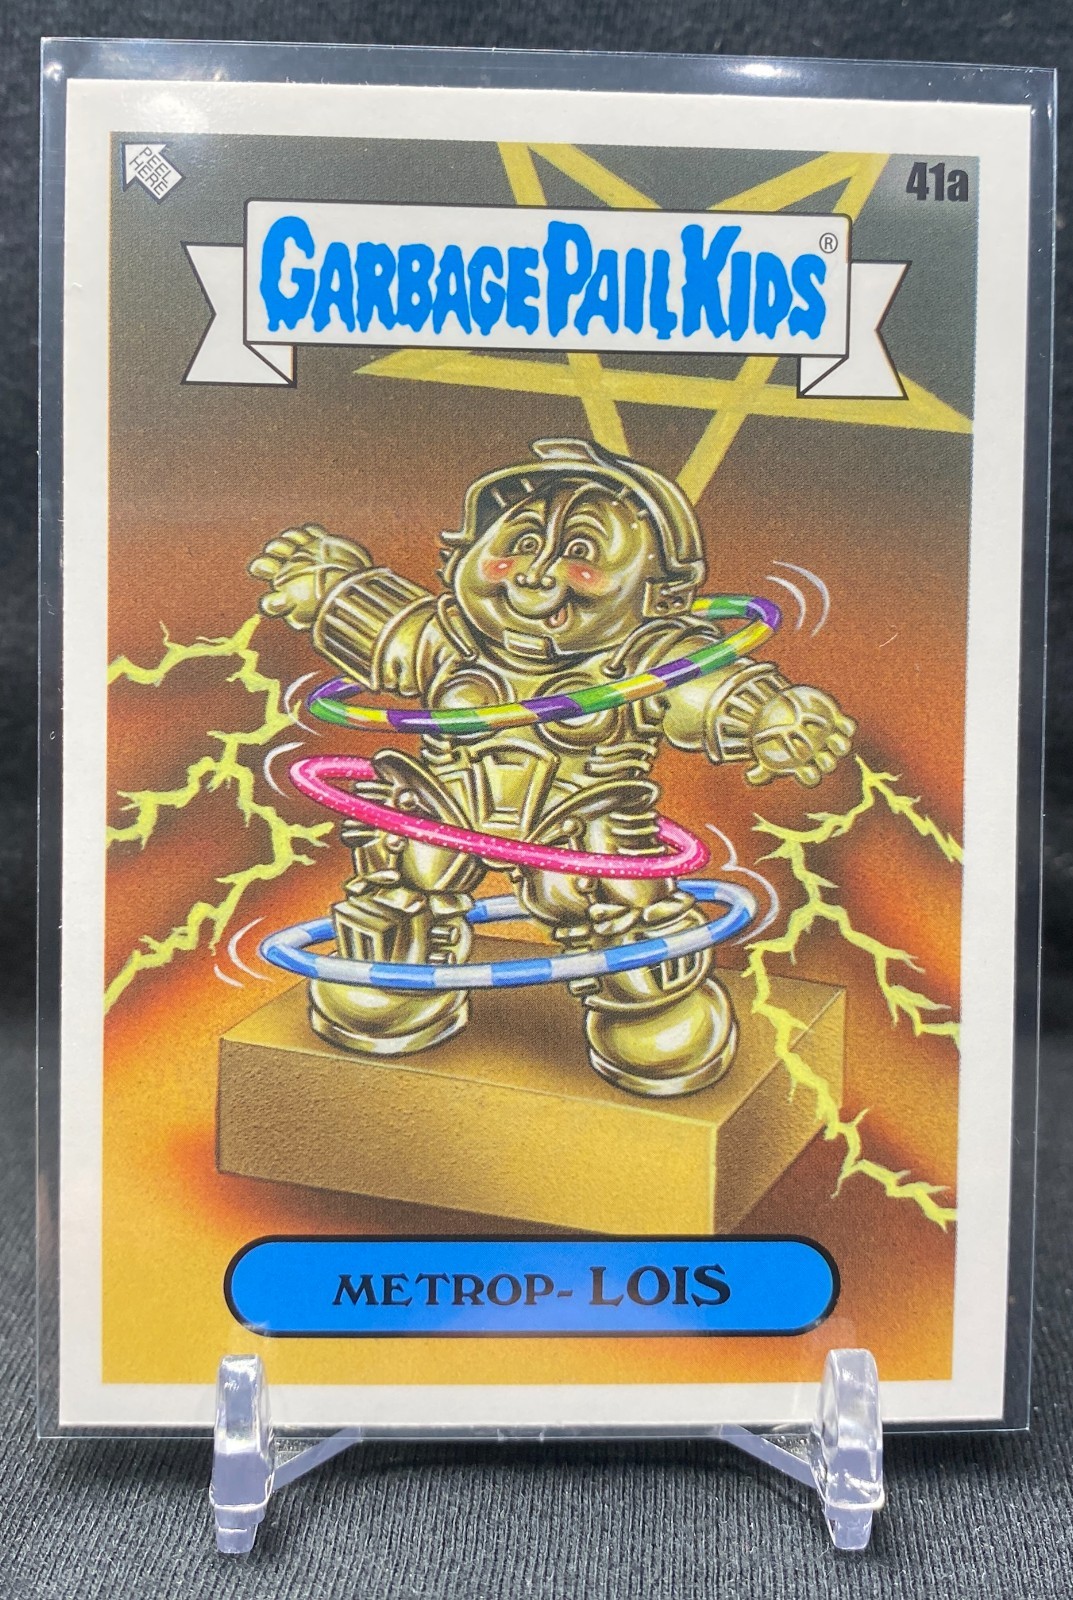 PEEL
HERE
41a
GARBAGE PAIL KIDS ®
METROP- LOIS